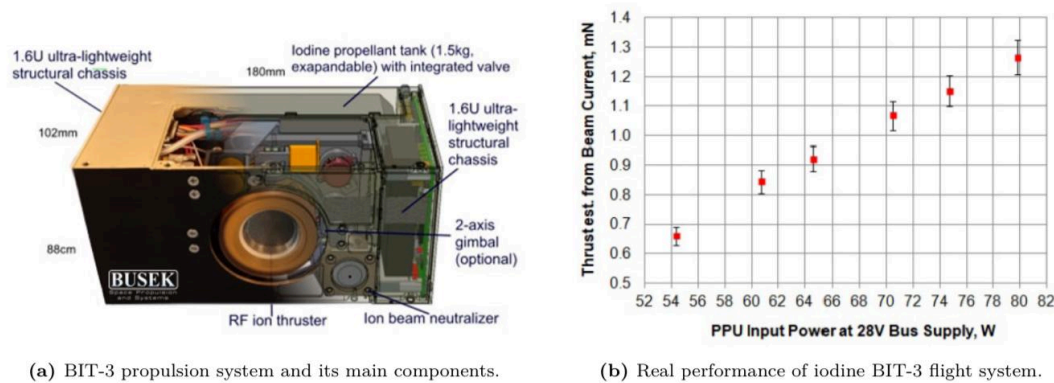 1.6U ultra-lightweight
structural chassis
180mm
Iodine propellant tank (1.5kg,
exapandable) with integrated valve
102mm
1.6U ultra-
lightweight
structural
chassis
88cm
2-axis
gimbal
(optional)
BUSEK
Space Propulsion
and Systems
RF ion thruster
Ion beam neutralizer
(a) BIT-3 propulsion system and its main components.
Thrust est. from Beam Current, mN
1.4
1.3
1.2
1.1
1.0
0.9
0.8
0.7
0.6
0.5
52 54 56 58 60 62 64 66 68 70 72 74 76 78 80 82
PPU Input Power at 28V Bus Supply, W
(b) Real performance of iodine BIT-3 flight system.